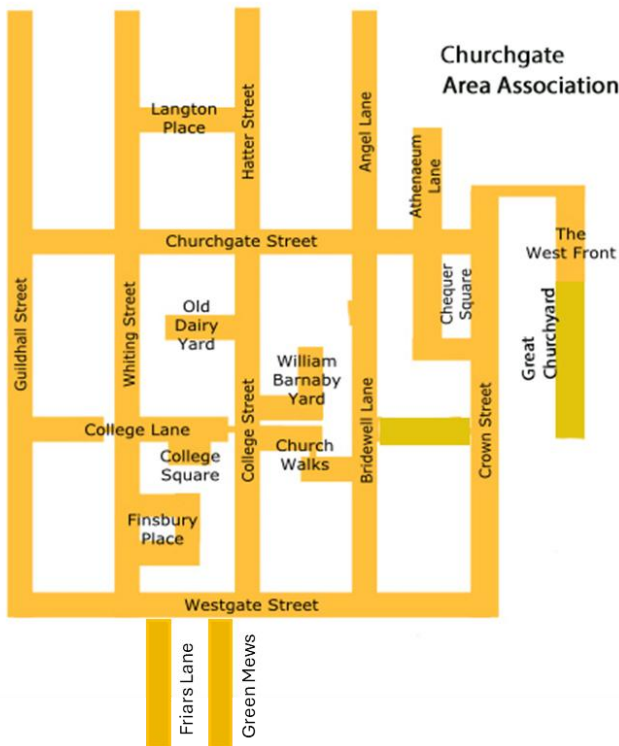 Churchgate
Area Association
Langton
Place
Hatter Street
Angel Lane
Athenaeum
Lane
Churchgate Street
The
West Front
Guildhall Street
Whiting Street
Old
Dairy
Yard
Chequer
Square
Great
Churchyard
William
Barnaby
Yard
College Lane
College Street
Bridewell Lane
Crown Street
College
Square
Church
Walks
Finsbury
Place
Westgate Street
Friars Lane
Green Mews